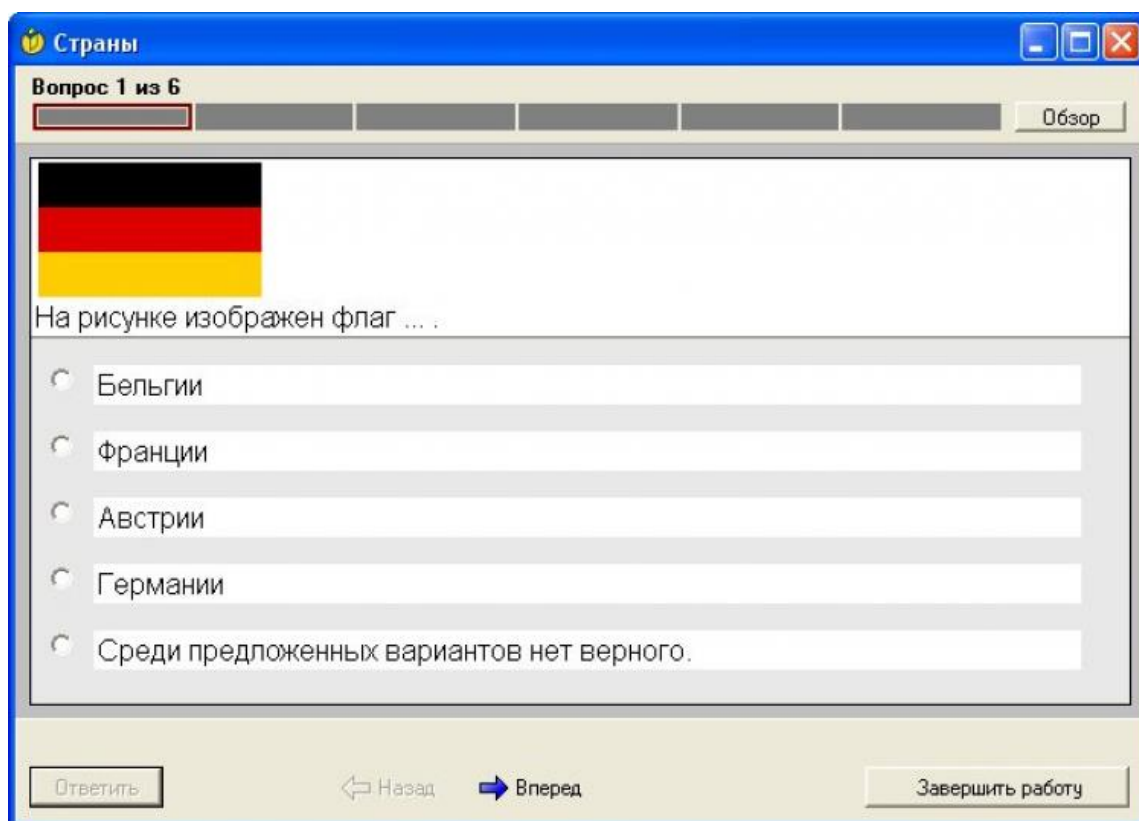 Страны
Вопрос 1 из 6
Обзор
На рисунке изображен флаг ... .
Бельгии
Франции
Австрии
Германии
Среди предложенных вариантов нет верного.
Ответить
Назад
Вперед
Завершить работу